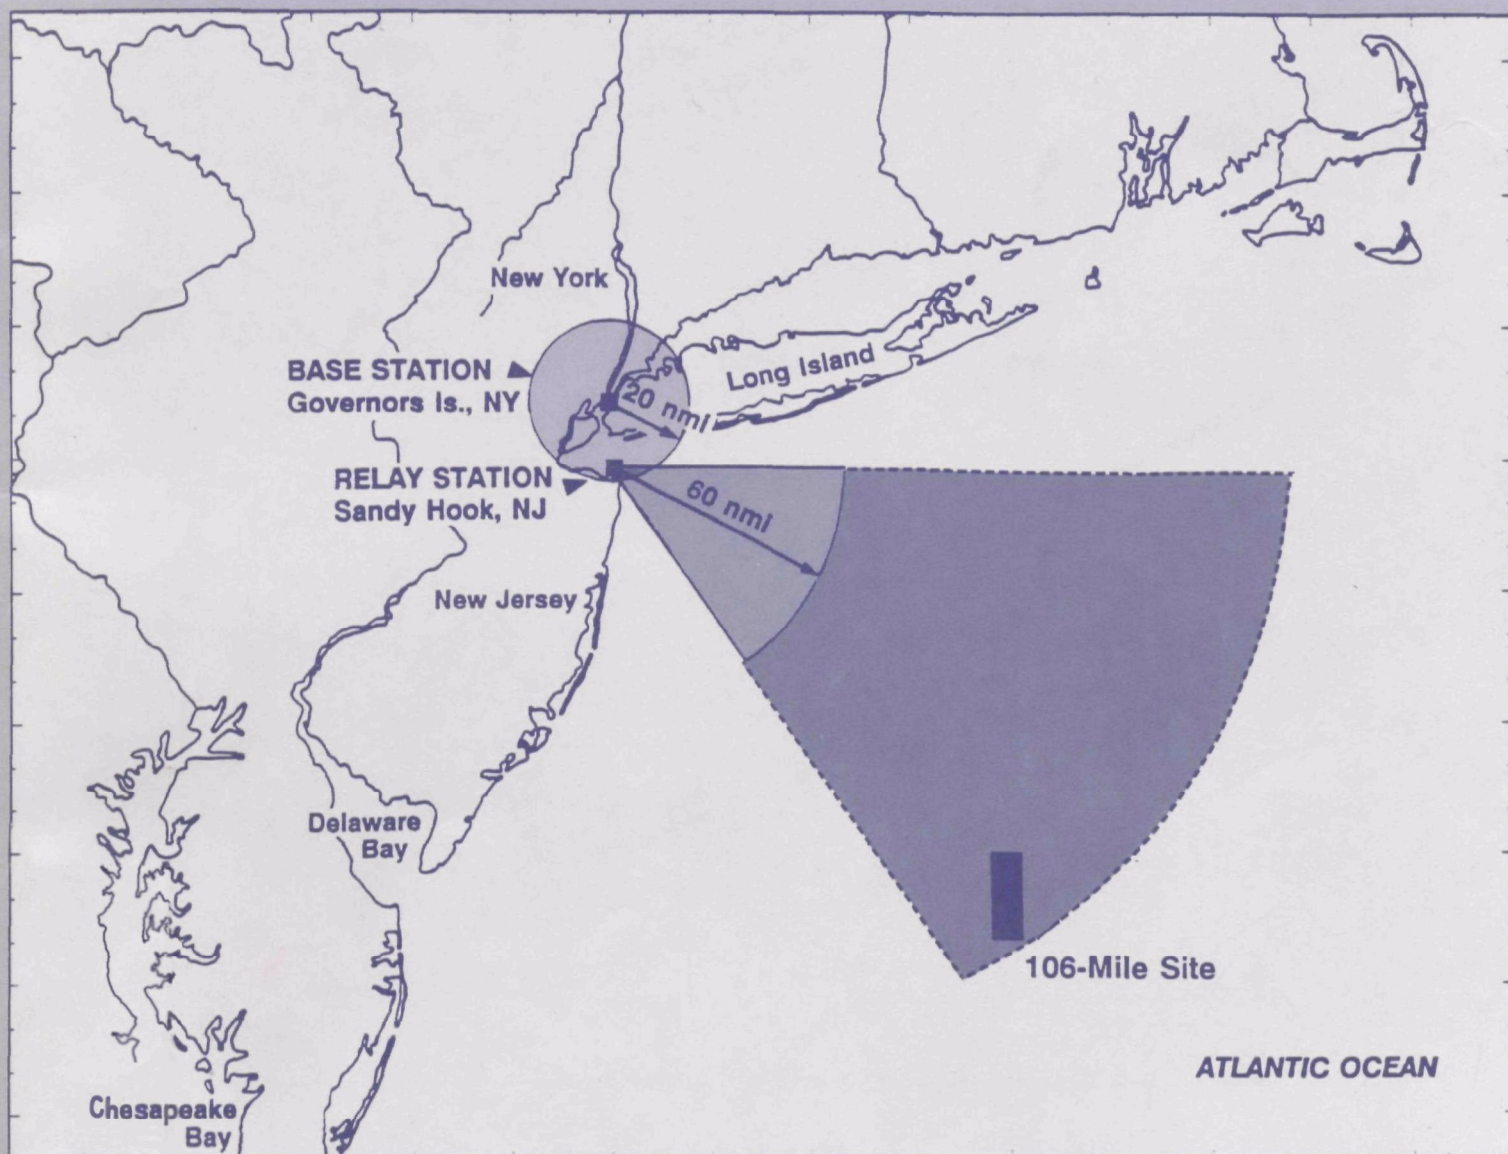 New York
BASE STATION
Governors Is., NY
20 nmi
Long Island
RELAY STATION
Sandy Hook, NJ
60 nmi
New Jersey
Delaware
Bay
106-Mile Site
ATLANTIC OCEAN
Chesapeake
Bay